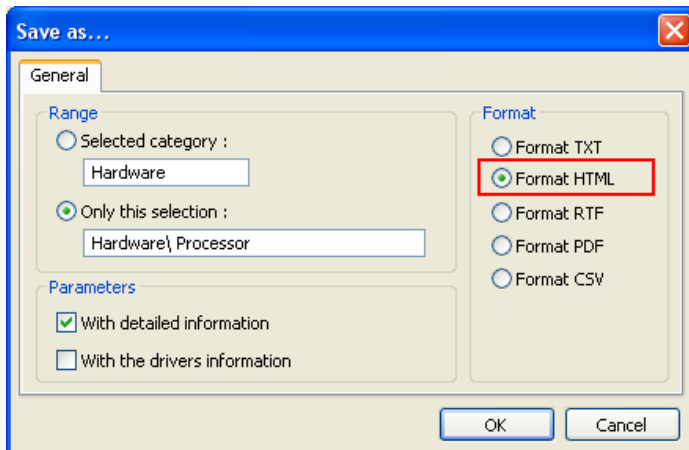 Save as...
General
Range
Selected category :
Hardware
Only this selection :
Hardware\ Processor
Parameters
With detailed information
With the drivers information
Format
Format TXT
Format HTML
Format RTF
Format PDF
Format CSV
OK
Cancel